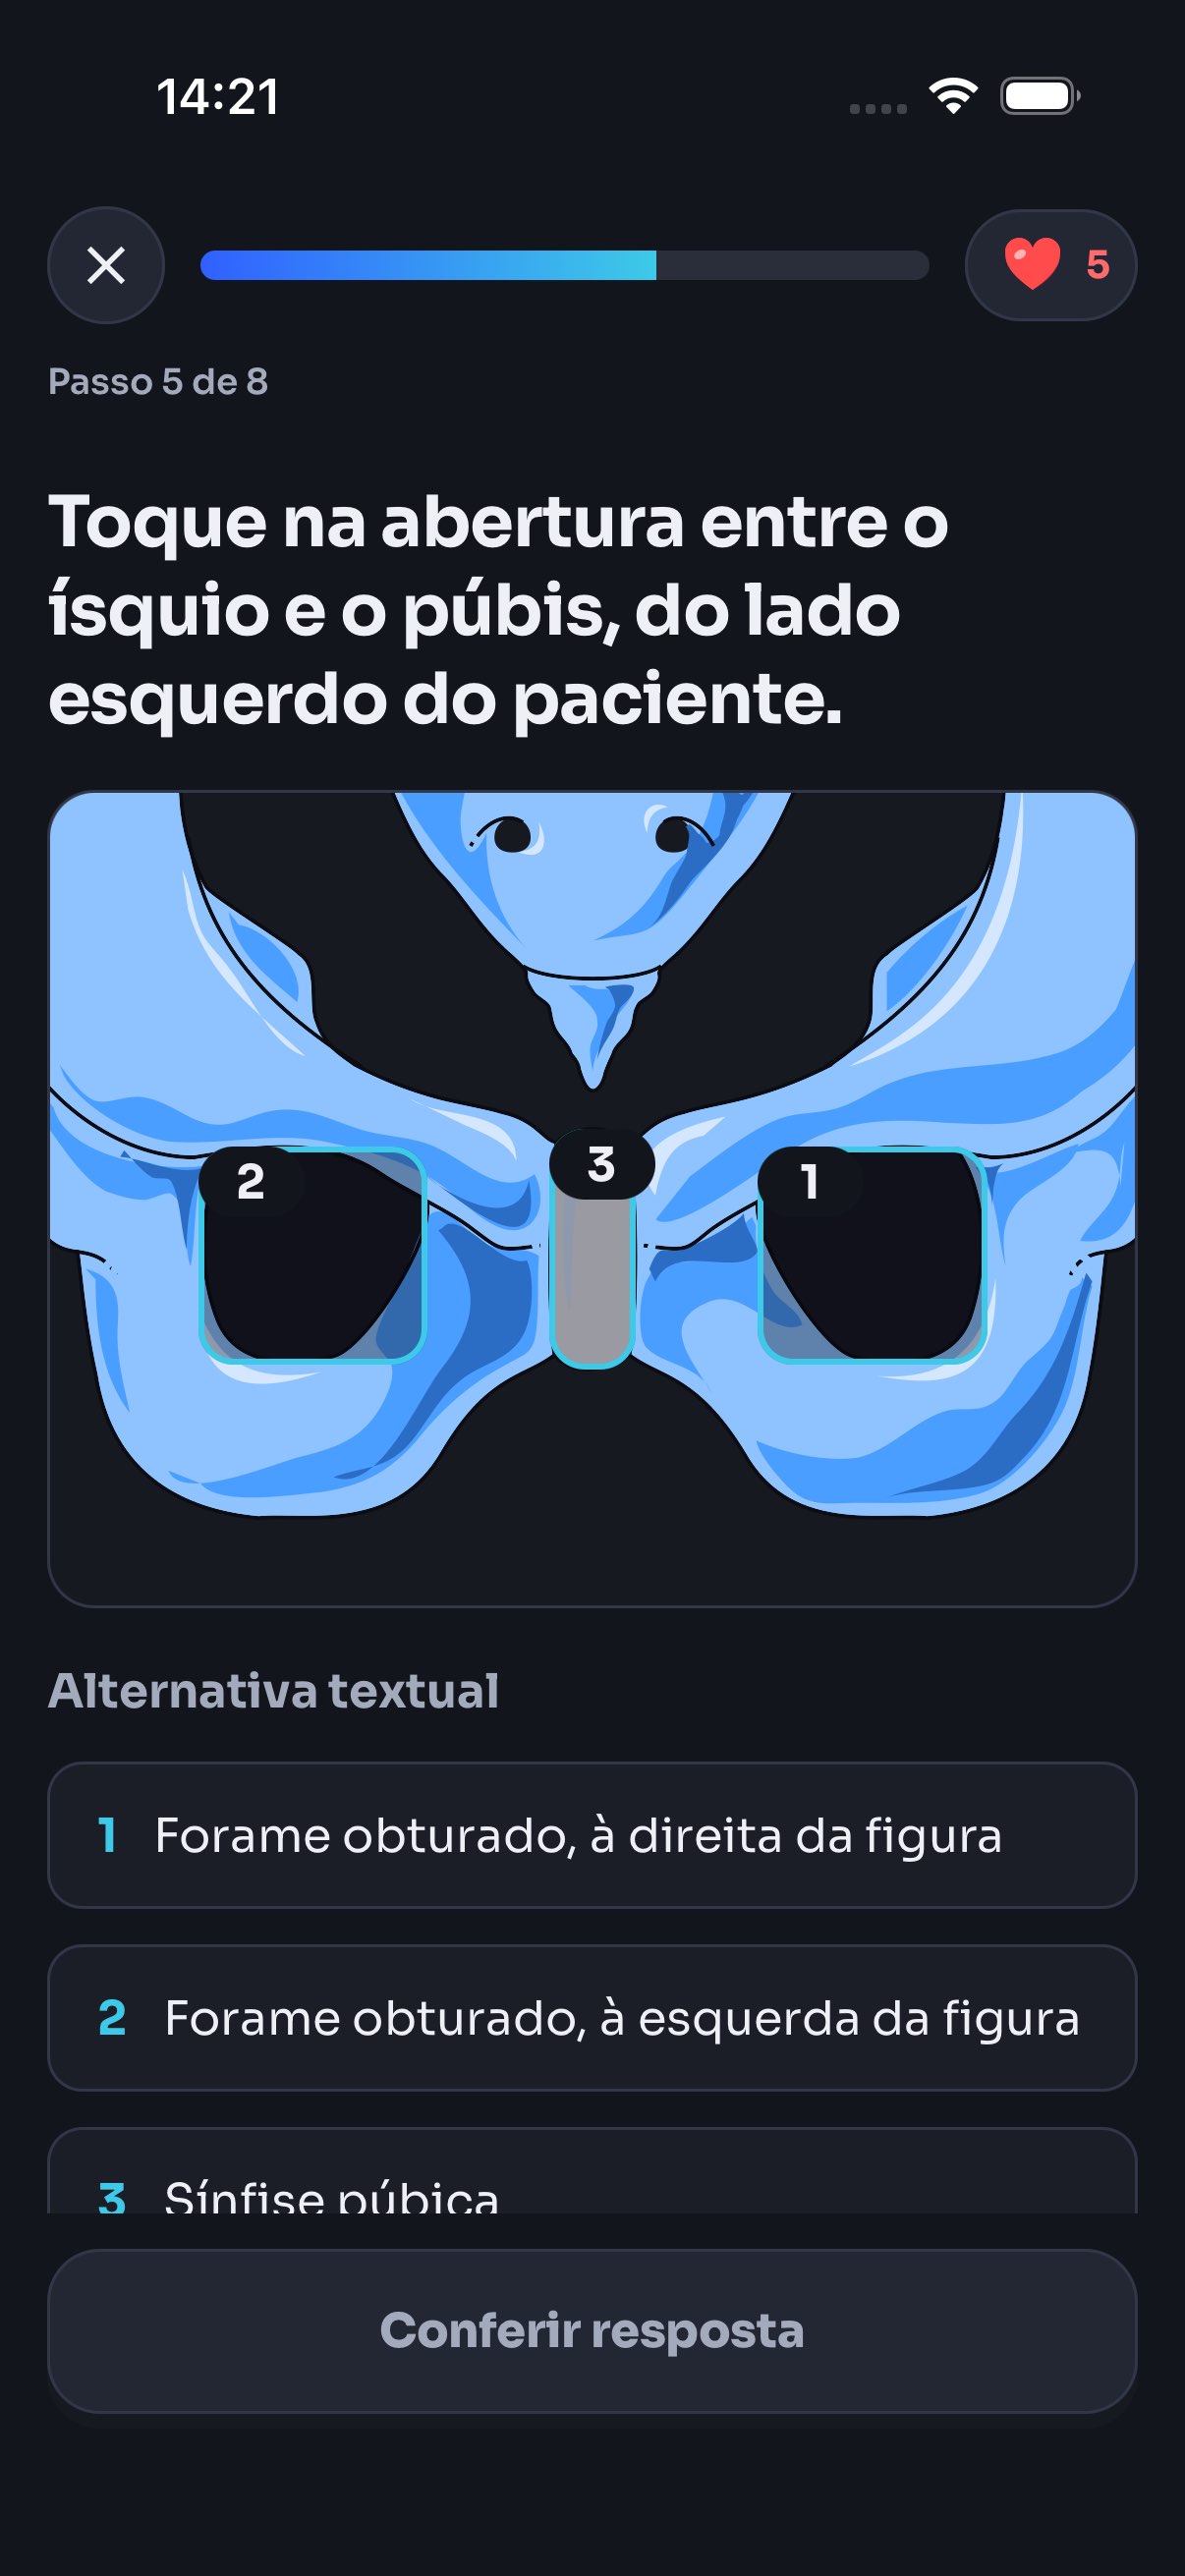 14:21
5
Passo 5 de 8
Toque na abertura entre o
ísquio e o púbis, do lado
esquerdo do paciente.
2
3
1
Alternativa textual
1 Forame obturado, à direita da figura
2 Forame obturado, à esquerda da figura
3 Sínfise púbica
Conferir resposta